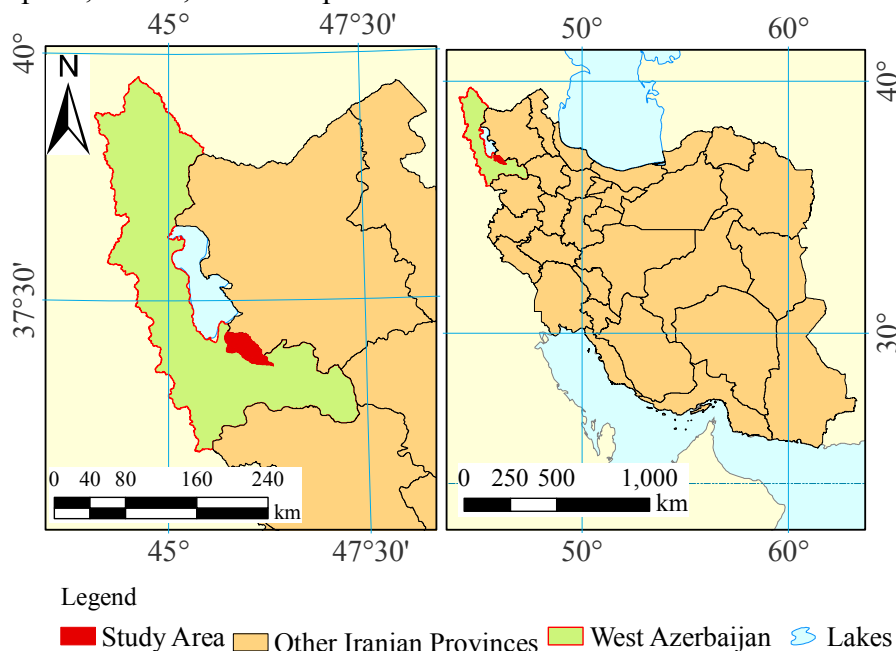 45° 47°30' 50° 60°
40° 40°
N
37°30'
30°
0 40 80 160 240
km
0 250 500 1,000
km
45° 47°30' 50° 60°
Legend
Study Area Other Iranian Provinces West Azerbaijan Lakes